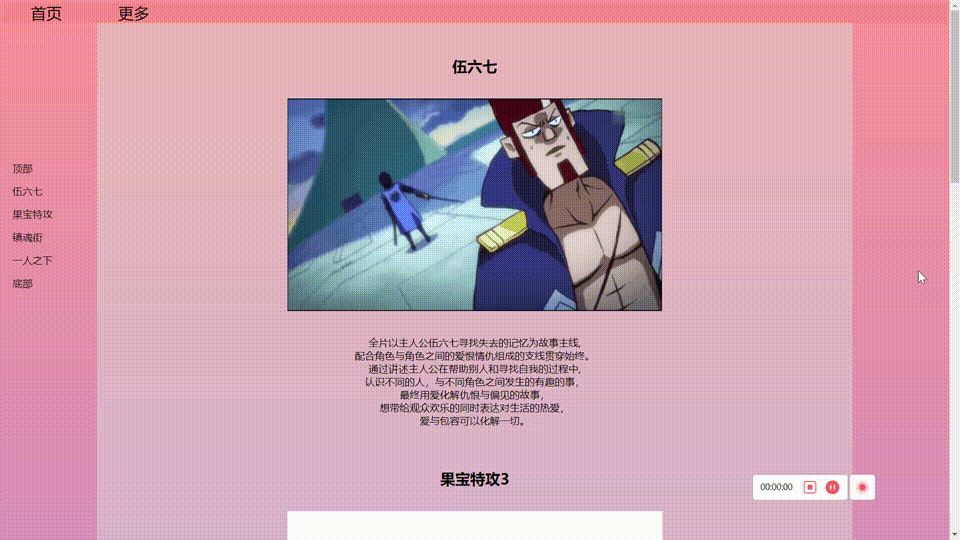 首页 更多
顶部
伍六七
果宝特攻
镇魂街
一人之下
底部
伍六七
全片以主人公伍六七寻找失去的记忆为故事主线,
配合角色与角色之间的爱恨情仇组成的支线贯穿始终。
通过讲述主人公在帮助别人和寻找自我的过程中,
认识不同的人，与不同角色之间发生的有趣的事,
最终用爱化解仇恨与偏见的故事,
想带给观众欢乐的同时表达对生活的热爱,
爱与包容可以化解一切。
果宝特攻3
00:00:00